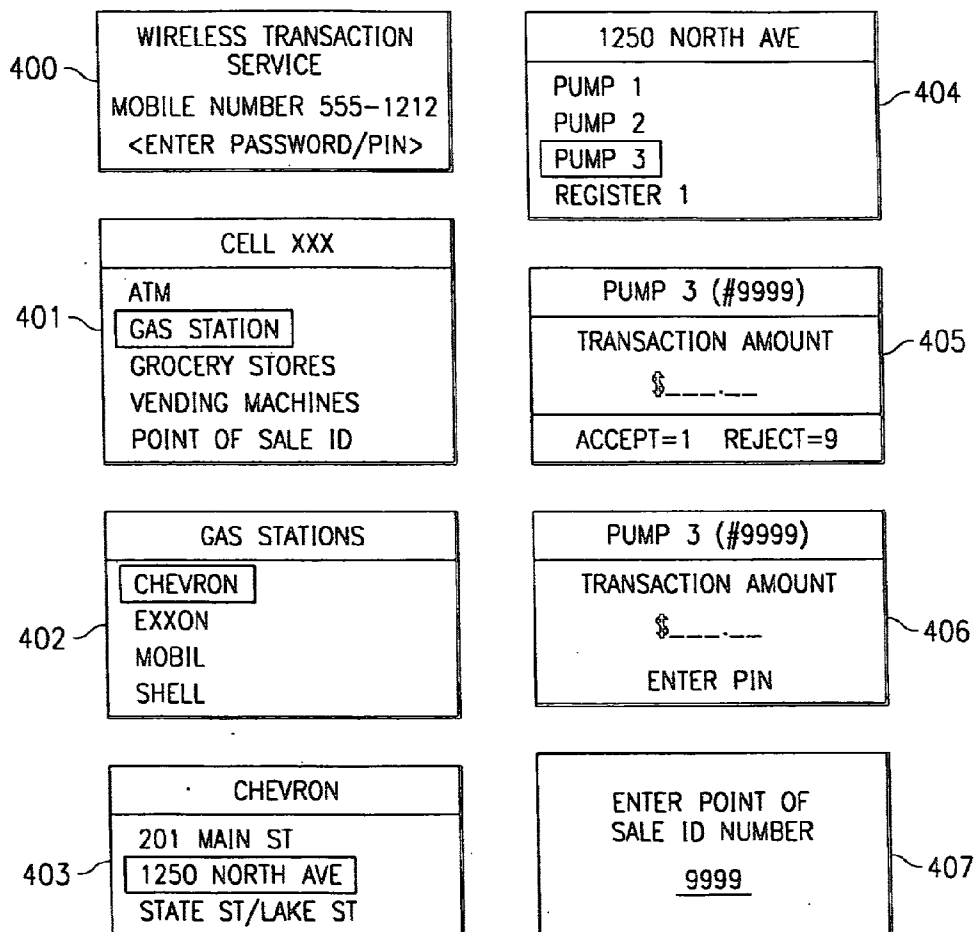 400
WIRELESS TRANSACTION
SERVICE
MOBILE NUMBER 555-1212
<ENTER PASSWORD/PIN>
401
CELL XXX
ATM
GAS STATION
GROCERY STORES
VENDING MACHINES
POINT OF SALE ID
402
GAS STATIONS
CHEVRON
EXXON
MOBIL
SHELL
403
CHEVRON
201 MAIN ST
1250 NORTH AVE
STATE ST/LAKE ST
404
1250 NORTH AVE
PUMP 1
PUMP 2
PUMP 3
REGISTER 1
405
PUMP 3 (#9999)
TRANSACTION AMOUNT
$___.__
ACCEPT=1 REJECT=9
406
PUMP 3 (#9999)
TRANSACTION AMOUNT
$___.__
ENTER PIN
407
ENTER POINT OF
SALE ID NUMBER
9999